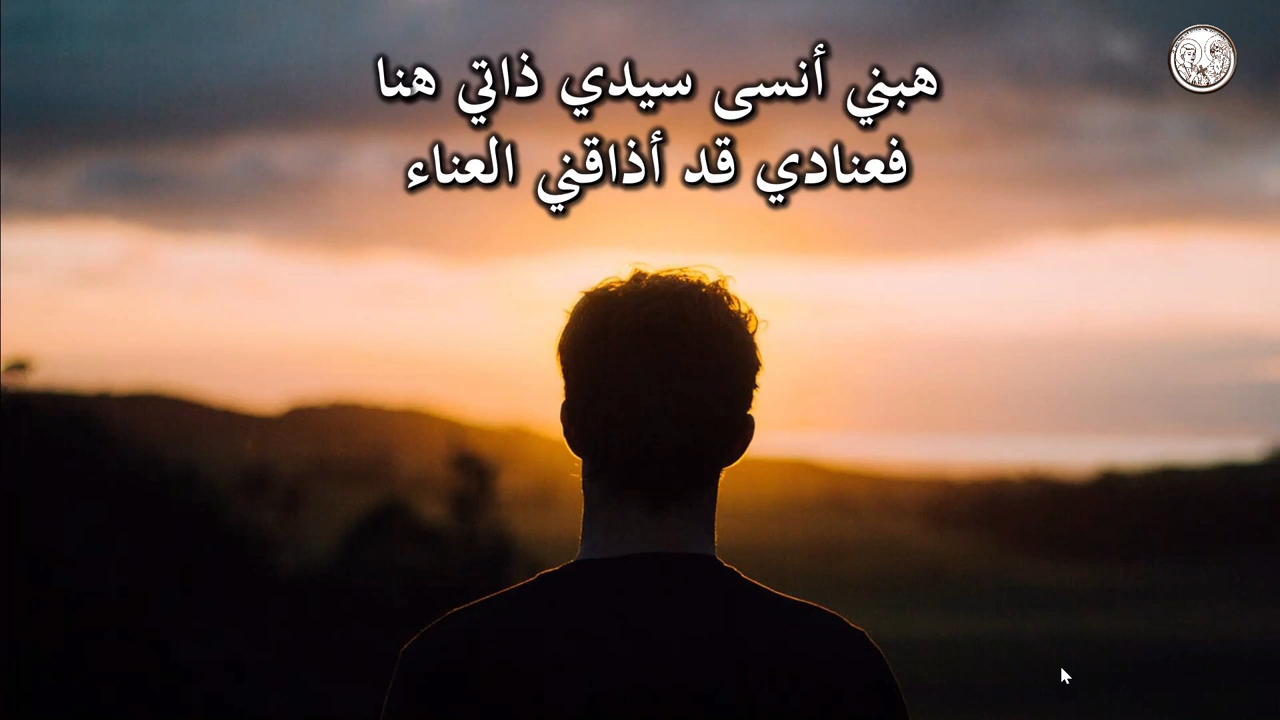 هبني أنسى سيدي ذاتي هنا
فعنادي قد أذاقني العناء